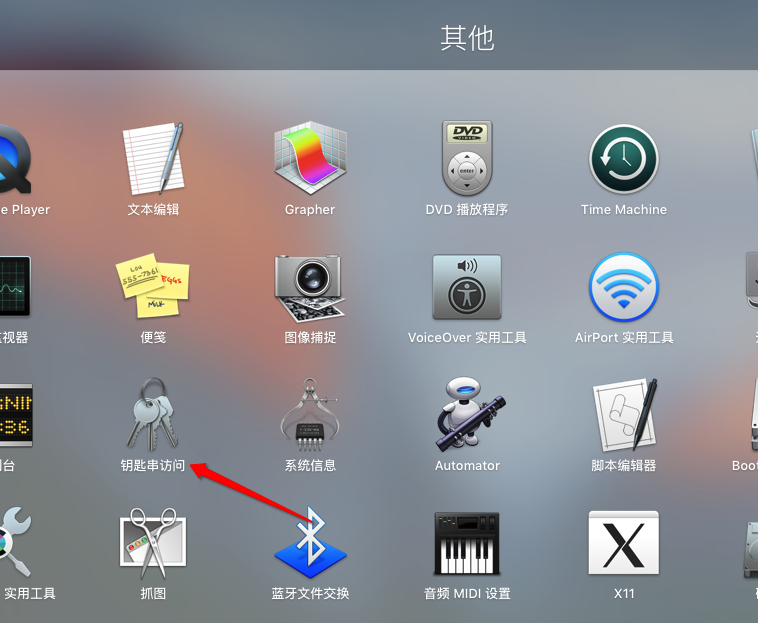 其他
e Player
文本编辑
Grapher
DVD 播放程序
Time Machine
视器
便笺
图像捕捉
VoiceOver 实用工具
AirPort 实用工具
台
钥匙串访问
系统信息
Automator
脚本编辑器
Boot
实用工具
抓图
蓝牙文件交换
音频 MIDI 设置
X11
DVD
VIDEO
enter
555-7361
EGGS
MILK